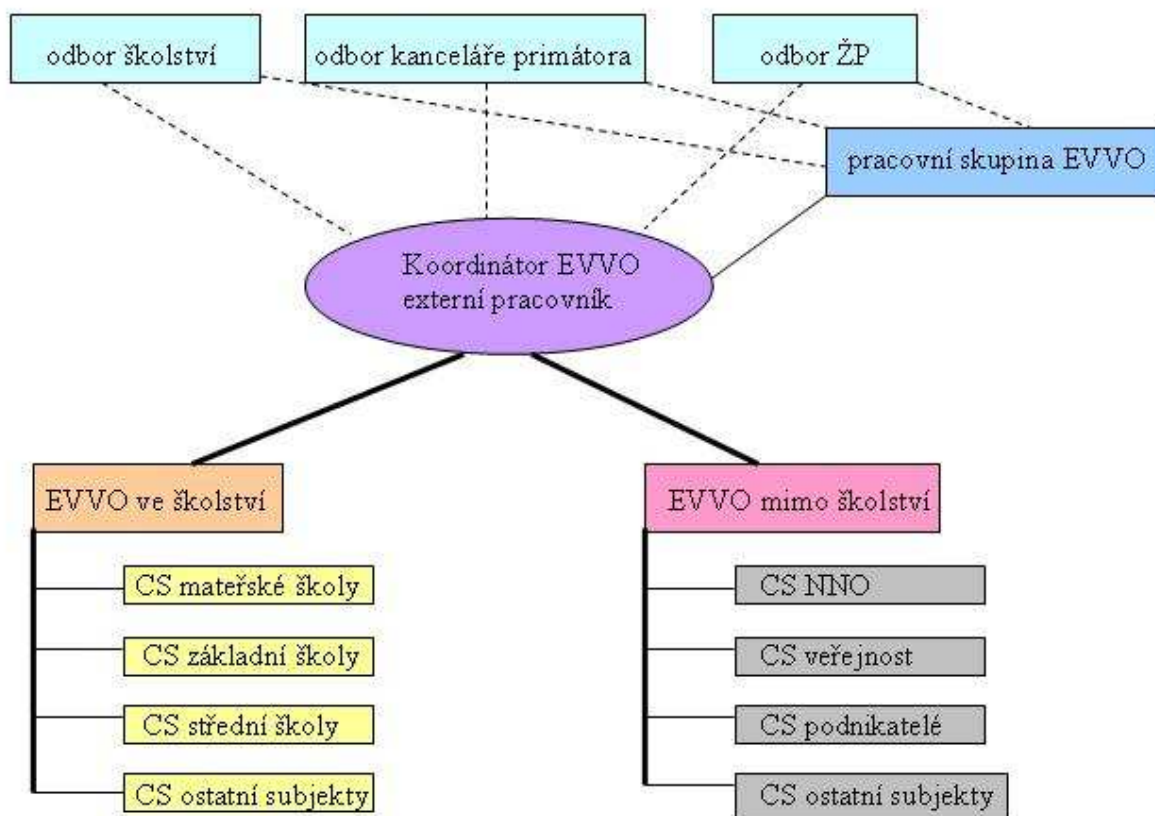 odbor školství
odbor kanceláře primátora
odbor ŽP
pracovní skupina EVVO
Koordinátor EVVO
externí pracovník
EVVO ve školství
CS mateřské školy
CS základní školy
CS střední školy
CS ostatní subjekty
EVVO mimo školství
CS NNO
CS veřejnost
CS podnikatelé
CS ostatní subjekty